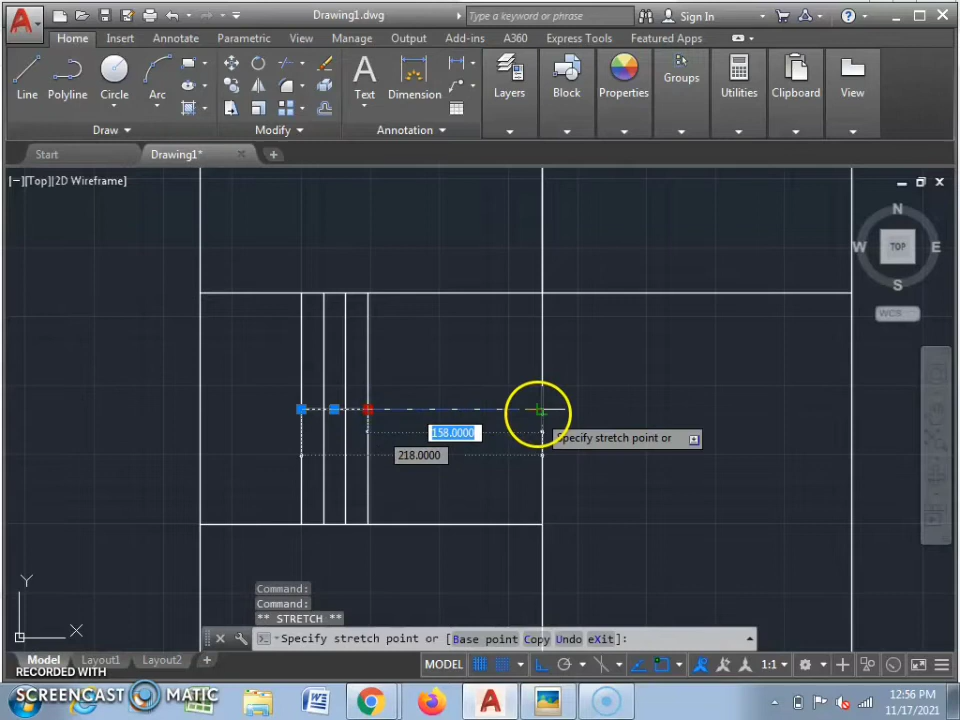 Drawing1.dwg
Type a keyword or phrase
Sign In
Home Insert Annotate Parametric View Manage Output Add-ins A360 Express Tools Featured Apps
Line Polyline Circle Arc Text Dimension Layers Block Properties Groups Utilities Clipboard View
Draw Modify Annotation
Start Drawing1*
[−][Top][2D Wireframe]
N
W TOP E
S
WCS
158.0000
Specify stretch point or
218.0000
Y
X
Command:
Command:
** STRETCH **
Specify stretch point or [Base point Copy Undo eXit]:
Model Layout1 Layout2 +
MODEL 1:1
RECORDED WITH
SCREENCAST MATIC
12:56 PM
11/17/2021